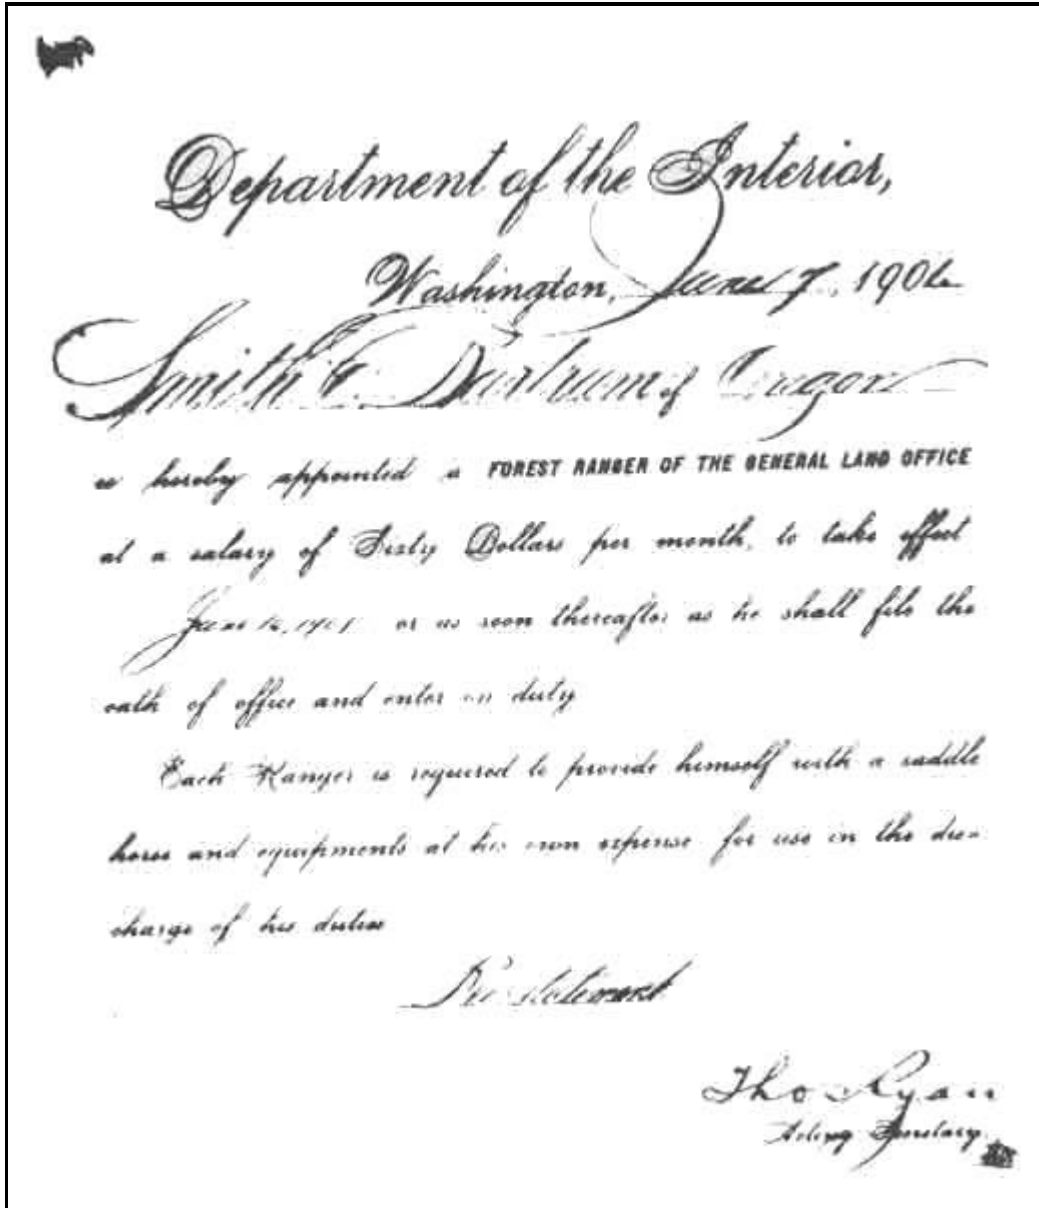 Department of the Interior,
Washington, June 7, 190
Smith C. Bartrum of Oregon
is hereby appointed a FOREST RANGER OF THE GENERAL LAND OFFICE
at a salary of Sixty Dollars per month, to take effect
June or as soon thereafter as he shall file the
oath of office and enter on duty
Each Ranger is required to provide himself with a saddle
horse and equipments at his own expense for use in the dis-
charge of his duties
Reinstatement
Tho Ryan
Acting Secretary.